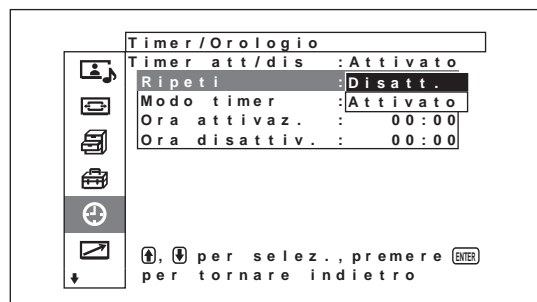 Timer/Orologio
Timer att/dis :Attivato
Ripeti :Disatt.
Modo timer :Attivato
Ora attivaz. : 00:00
Ora disattiv. : 00:00
, per selez., premere ENTER
per tornare indietro